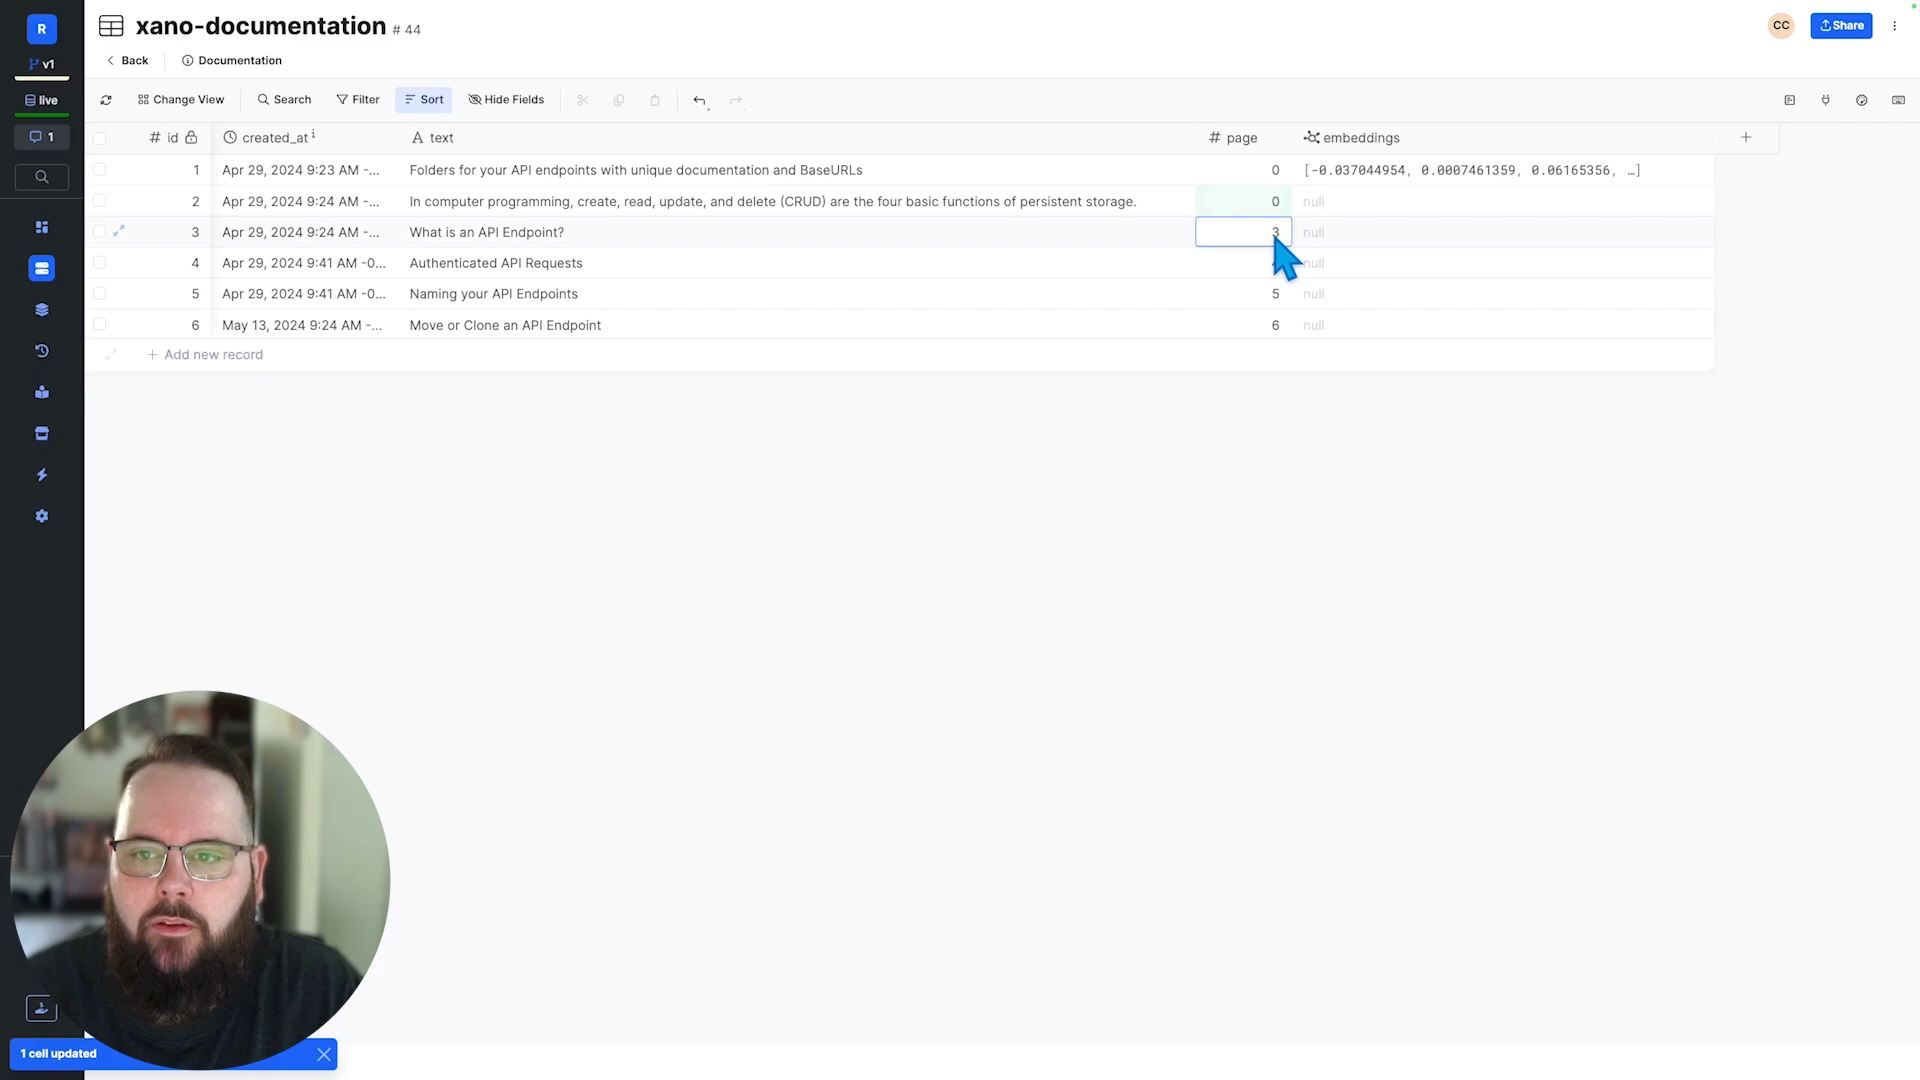 R
xano-documentation # 44
CC
Share
v1
Back
Documentation
live
Change View
Search
Filter
Sort
Hide Fields
1
# id
created_at i
A text
# page
embeddings
1 Apr 29, 2024 9:23 AM -... Folders for your API endpoints with unique documentation and BaseURLs 0 [-0.037044954, 0.0007461359, 0.06165356, …]
2 Apr 29, 2024 9:24 AM -... In computer programming, create, read, update, and delete (CRUD) are the four basic functions of persistent storage. 0 null
3 Apr 29, 2024 9:24 AM -... What is an API Endpoint? 3 null
4 Apr 29, 2024 9:41 AM -0... Authenticated API Requests null
5 Apr 29, 2024 9:41 AM -0... Naming your API Endpoints 5 null
6 May 13, 2024 9:24 AM -... Move or Clone an API Endpoint 6 null
+ Add new record
1 cell updated